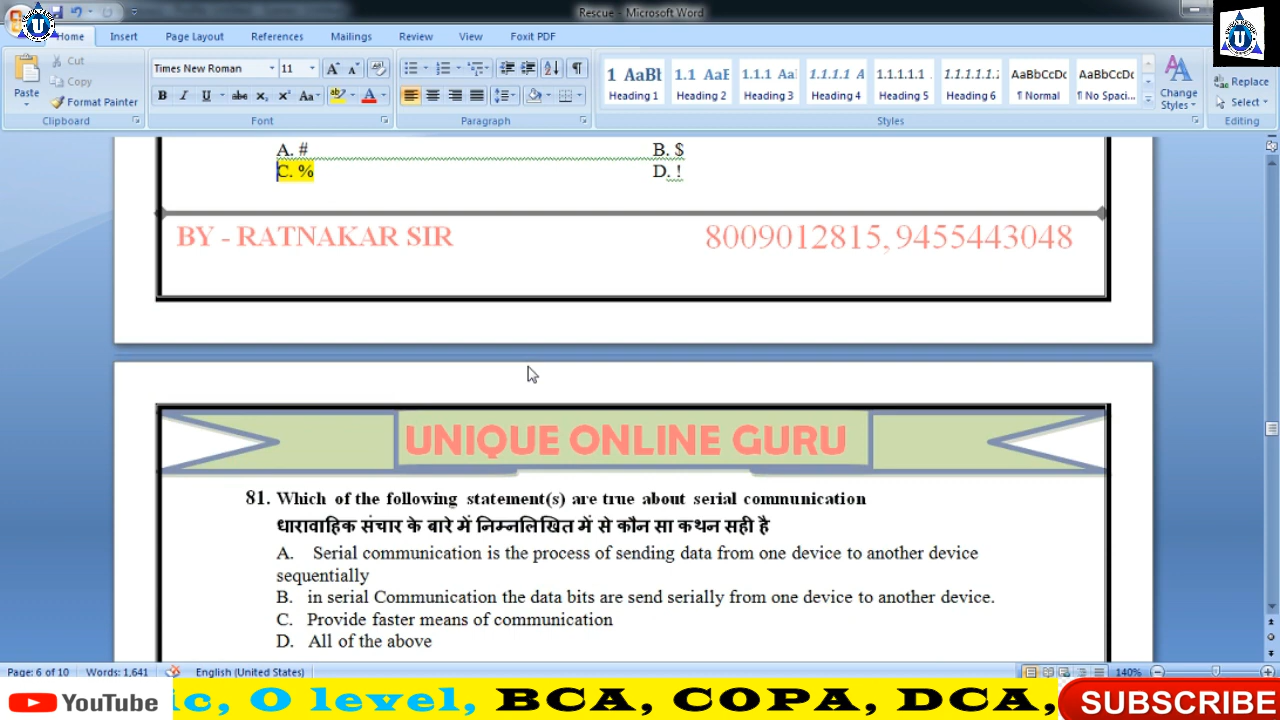 Rescue - Microsoft Word
Home Insert Page Layout References Mailings Review View Foxit PDF
Paste Cut Copy Format Painter
Times New Roman 11
1 AaBb 1.1 AaE 1.1.1 Aa 1.1.1.1 A 1.1.1.1.1 1.1.1.1.1. AaBbCcDc AaBbCcDc
Heading 1 Heading 2 Heading 3 Heading 4 Heading 5 Heading 6 ¶ Normal ¶ No Spaci...
Change Styles
Replace
Select
Clipboard Font Paragraph Styles Editing
A. # B. $
C. % D. !
BY - RATNAKAR SIR 8009012815, 9455443048
UNIQUE ONLINE GURU
81. Which of the following statement(s) are true about serial communication
धारावाहिक संचार के बारे में निम्नलिखित में से कौन सा कथन सही है
A. Serial communication is the process of sending data from one device to another device
sequentially
B. in serial Communication the data bits are send serially from one device to another device.
C. Provide faster means of communication
D. All of the above
Page: 6 of 10 Words: 1,641 English (United States) 140%
YouTube ic, O level, BCA, COPA, DCA, SUBSCRIBE